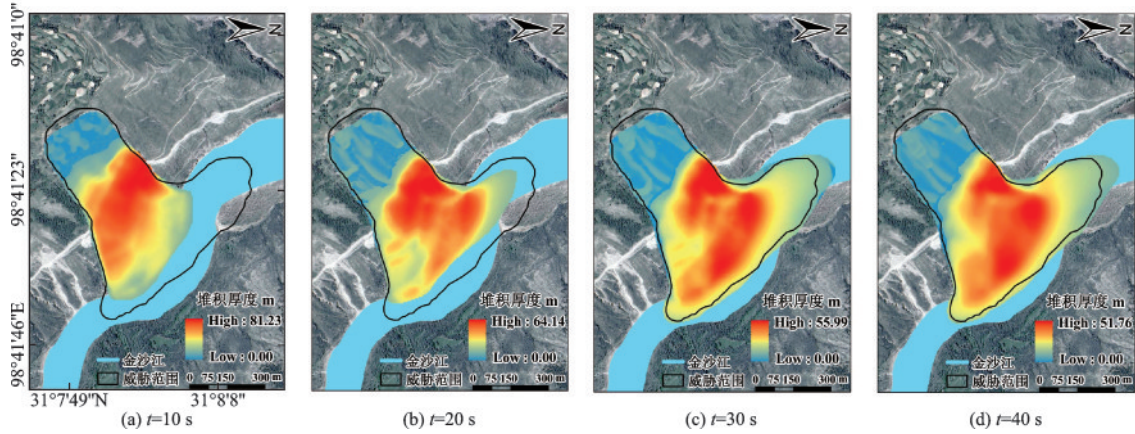 98°41'0"
98°41'23"
98°41'46"E
31°7'49"N
31°8'8"
N
堆积厚度 m
High : 81.23
Low : 0.00
金沙江
威胁范围
0 75 150 300 m
(a) t=10 s
N
堆积厚度 m
High : 64.14
Low : 0.00
金沙江
威胁范围
0 75 150 300 m
(b) t=20 s
N
堆积厚度 m
High : 55.99
Low : 0.00
金沙江
威胁范围
0 75 150 300 m
(c) t=30 s
N
堆积厚度 m
High : 51.76
Low : 0.00
金沙江
威胁范围
0 75 150 300 m
(d) t=40 s